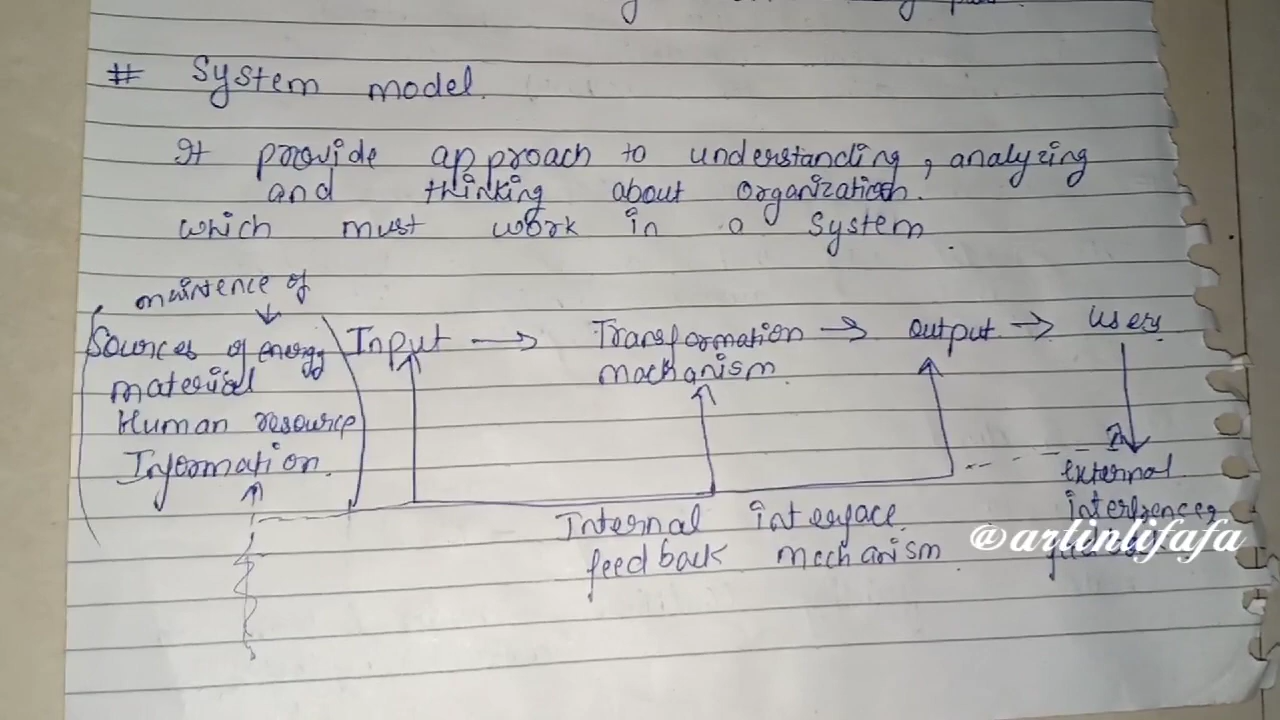 # System model.
It provide approach to understanding, analyzing
and thinking about organization.
which must work in a system.
maintence of
Sources of energy
material
Human resource
Information.
Input → Transformation → output → users
mechanism.
Internal interface
feedback mechanism
external
interferences
@artinlifafa